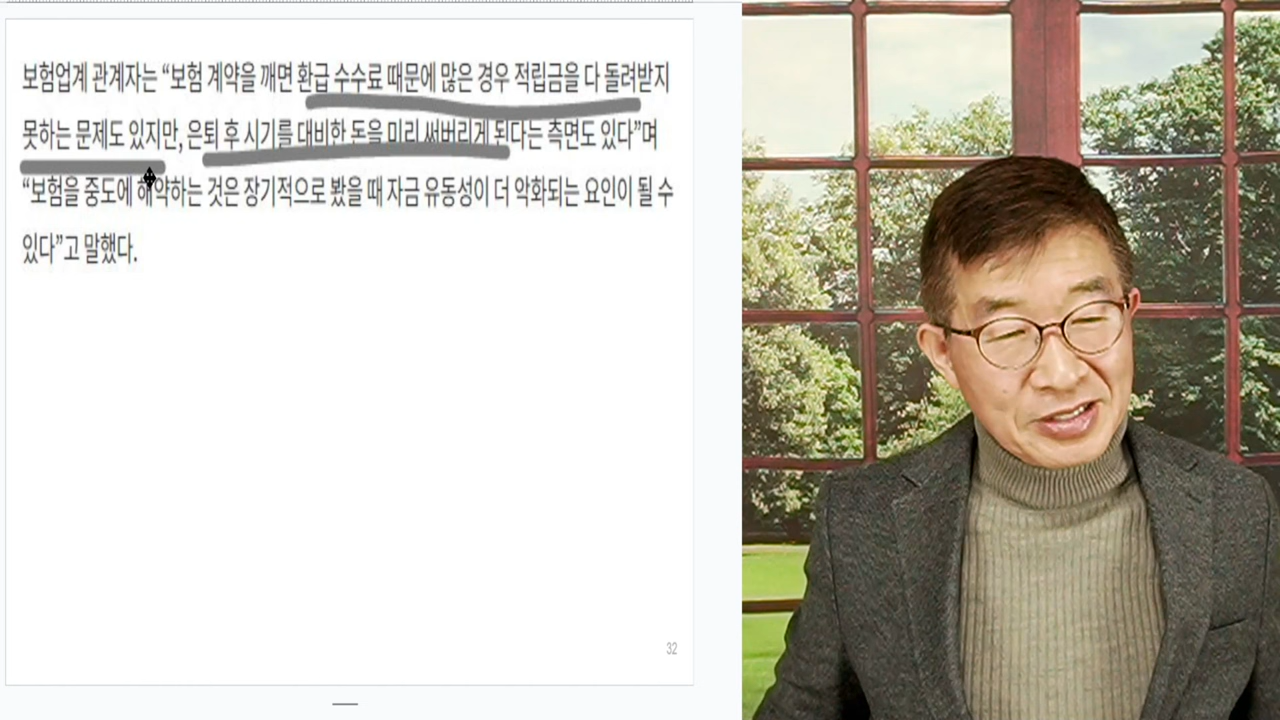 보험업계 관계자는 “보험 계약을 깨면 환급 수수료 때문에 많은 경우 적립금을 다 돌려받지
못하는 문제도 있지만, 은퇴 후 시기를 대비한 돈을 미리 써버리게 된다는 측면도 있다”며
“보험을 중도에 해약하는 것은 장기적으로 봤을 때 자금 유동성이 더 악화되는 요인이 될 수
있다”고 말했다.
32